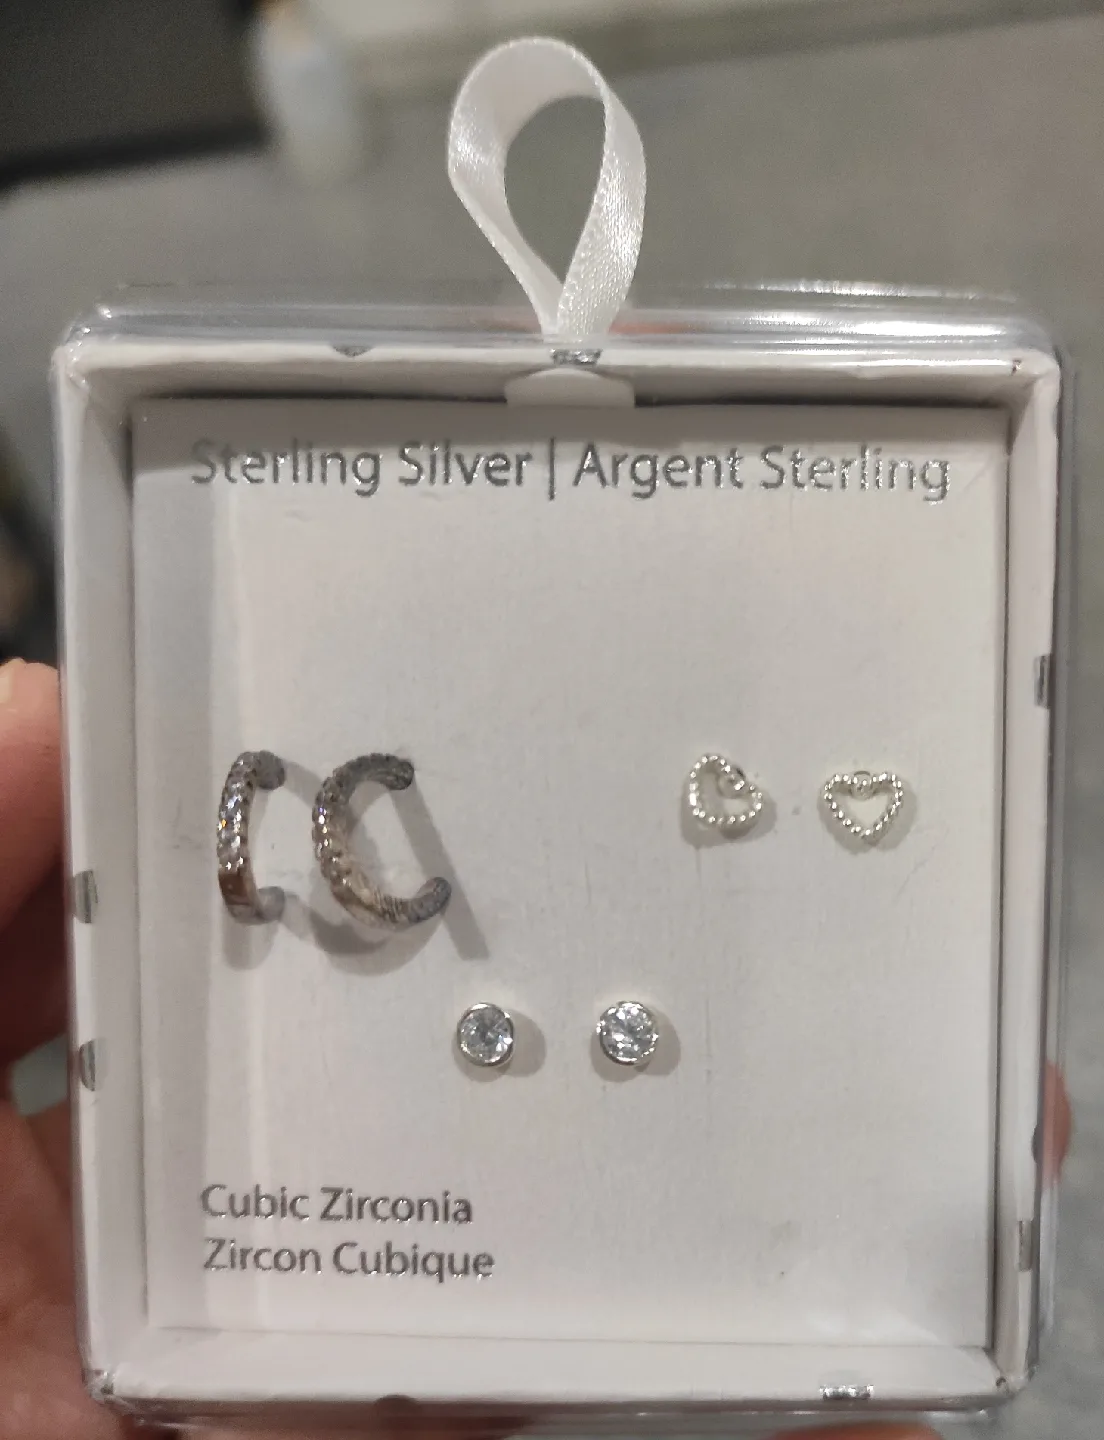 Sterling Silver | Argent Sterling
Cubic Zirconia
Zircon Cubique